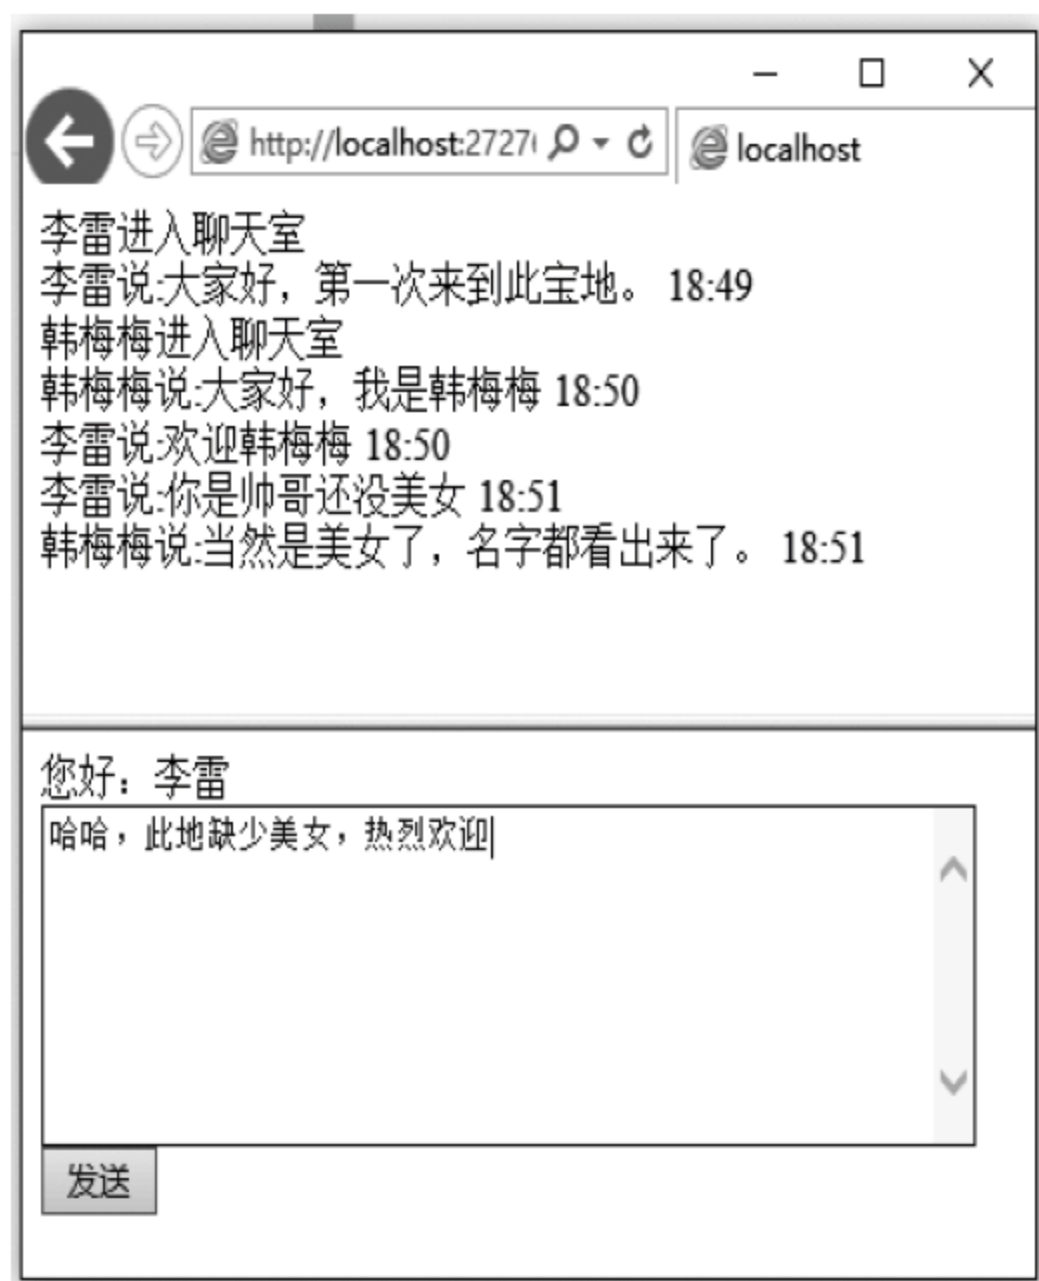 http://localhost:2727
localhost
李雷进入聊天室
李雷说:大家好，第一次来到此宝地。 18:49
韩梅梅进入聊天室
韩梅梅说:大家好，我是韩梅梅 18:50
李雷说:欢迎韩梅梅 18:50
李雷说:你是帅哥还没美女 18:51
韩梅梅说:当然是美女了，名字都看出来了。 18:51
您好：李雷
哈哈，此地缺少美女，热烈欢迎
发送